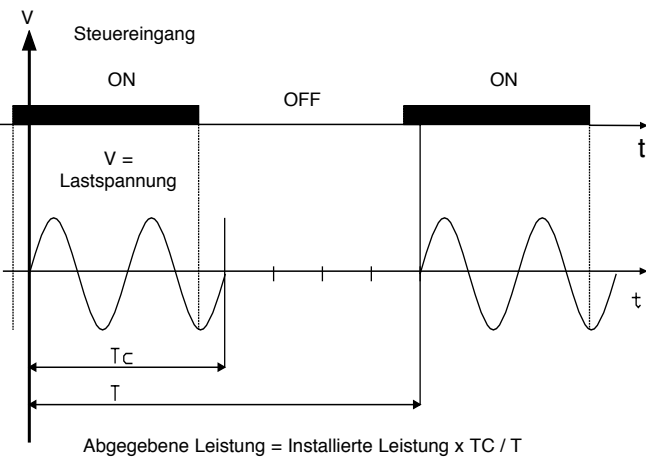 V
Steuereingang
ON
ON
OFF
t
V =
Lastspannung
t
Tc
T
Abgegebene Leistung = Installierte Leistung x TC / T